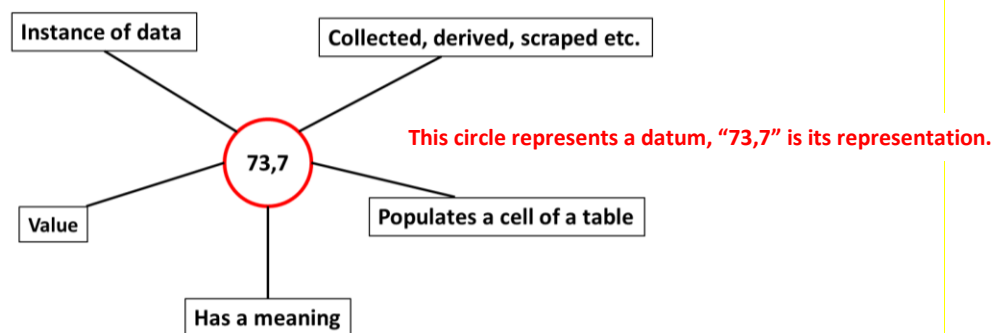 Instance of data
Collected, derived, scraped etc.
This circle represents a datum, “73,7” is its representation.
73,7
Value
Populates a cell of a table
Has a meaning